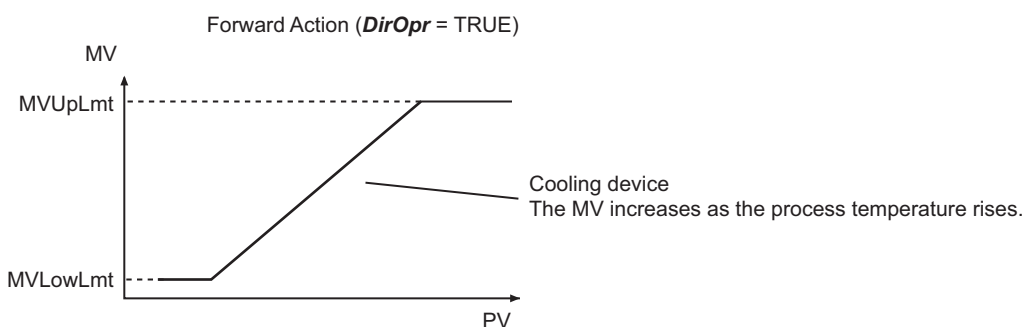 Forward Action (DirOpr = TRUE)
MV
MVUpLmt
Cooling device
The MV increases as the process temperature rises.
MVLowLmt
PV